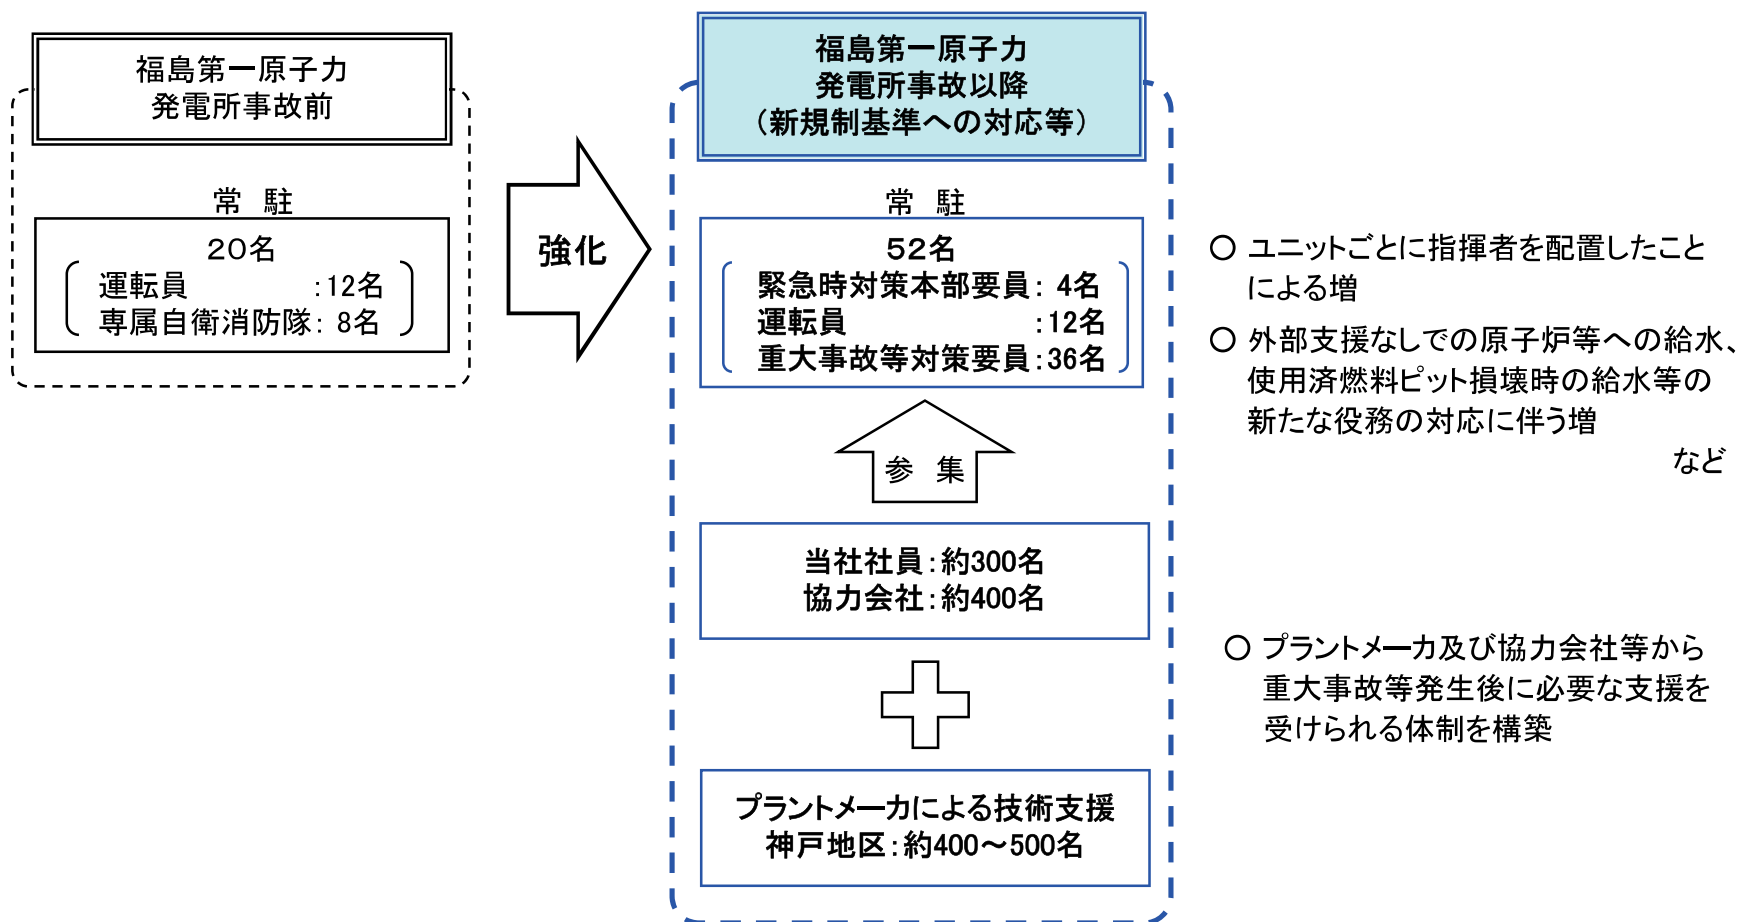 福島第一原子力
発電所事故前
常 駐
20名
運転員 :12名
専属自衛消防隊: 8名
強化
福島第一原子力
発電所事故以降
(新規制基準への対応等)
常 駐
52名
緊急時対策本部要員: 4名
運転員 :12名
重大事故等対策要員:36名
参 集
当社社員:約300名
協力会社:約400名
プラントメーカによる技術支援
神戸地区:約400～500名
○ ユニットごとに指揮者を配置したこと
による増
○ 外部支援なしでの原子炉等への給水、
使用済燃料ピット損壊時の給水等の
新たな役務の対応に伴う増
など
○ プラントメーカ及び協力会社等から
重大事故等発生後に必要な支援を
受けられる体制を構築